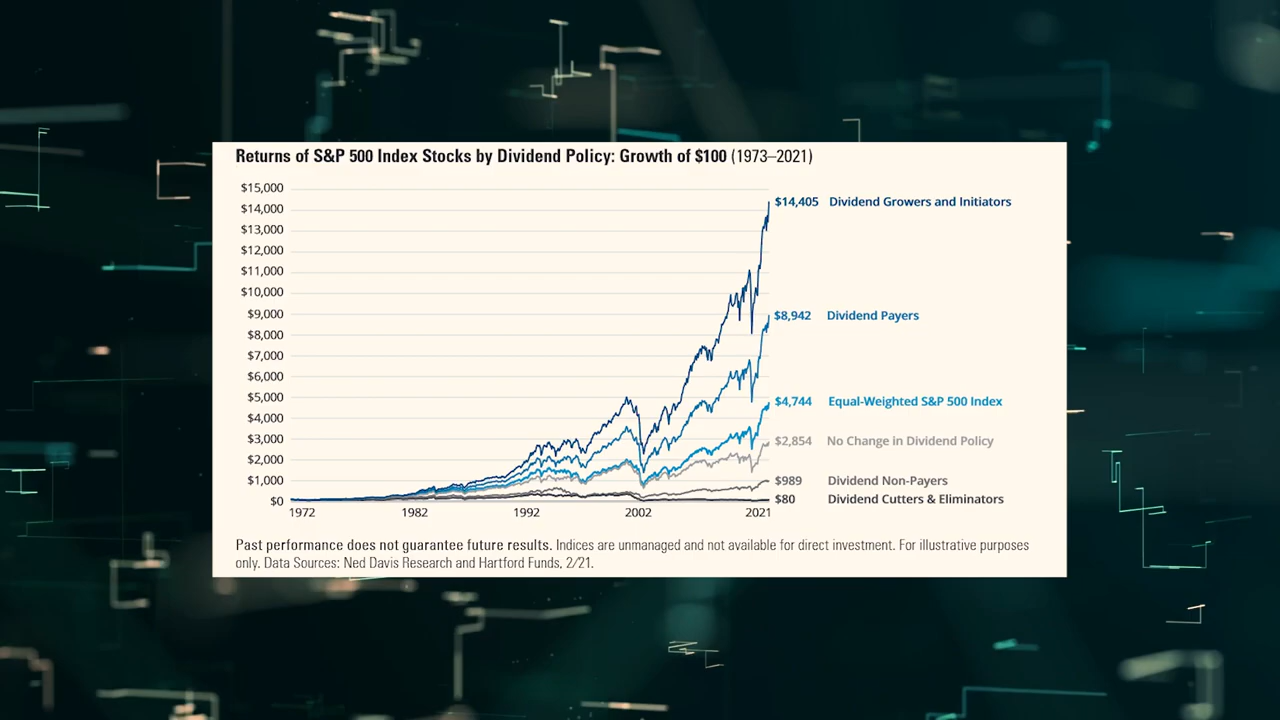 Returns of S&P 500 Index Stocks by Dividend Policy: Growth of $100 (1973–2021)
$15,000
$14,000
$14,405 Dividend Growers and Initiators
$13,000
$12,000
$11,000
$10,000
$9,000
$8,942 Dividend Payers
$8,000
$7,000
$6,000
$5,000
$4,744 Equal-Weighted S&P 500 Index
$4,000
$3,000
$2,854 No Change in Dividend Policy
$2,000
$1,000
$989 Dividend Non-Payers
$0
$80 Dividend Cutters & Eliminators
1972 1982 1992 2002 2021
Past performance does not guarantee future results. Indices are unmanaged and not available for direct investment. For illustrative purposes
only. Data Sources: Ned Davis Research and Hartford Funds, 2/21.